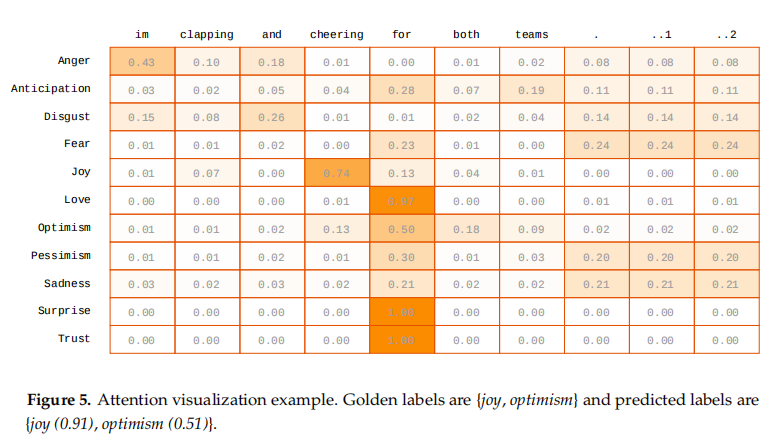 im clapping and cheering for both teams . ..1 ..2
Anger 0.43 0.10 0.18 0.01 0.00 0.01 0.02 0.08 0.08 0.08
Anticipation 0.03 0.02 0.05 0.04 0.28 0.07 0.19 0.11 0.11 0.11
Disgust 0.15 0.08 0.26 0.01 0.01 0.02 0.04 0.14 0.14 0.14
Fear 0.01 0.01 0.02 0.00 0.23 0.01 0.00 0.24 0.24 0.24
Joy 0.01 0.07 0.00 0.74 0.13 0.04 0.01 0.00 0.00 0.00
Love 0.00 0.00 0.00 0.01 0.97 0.00 0.00 0.01 0.01 0.01
Optimism 0.01 0.01 0.02 0.13 0.50 0.18 0.09 0.02 0.02 0.02
Pessimism 0.01 0.01 0.02 0.01 0.30 0.01 0.03 0.20 0.20 0.20
Sadness 0.03 0.02 0.03 0.02 0.21 0.02 0.02 0.21 0.21 0.21
Surprise 0.00 0.00 0.00 0.00 1.00 0.00 0.00 0.00 0.00 0.00
Trust 0.00 0.00 0.00 0.00 1.00 0.00 0.00 0.00 0.00 0.00
Figure 5. Attention visualization example. Golden labels are {joy, optimism} and predicted labels are
{joy (0.91), optimism (0.51)}.